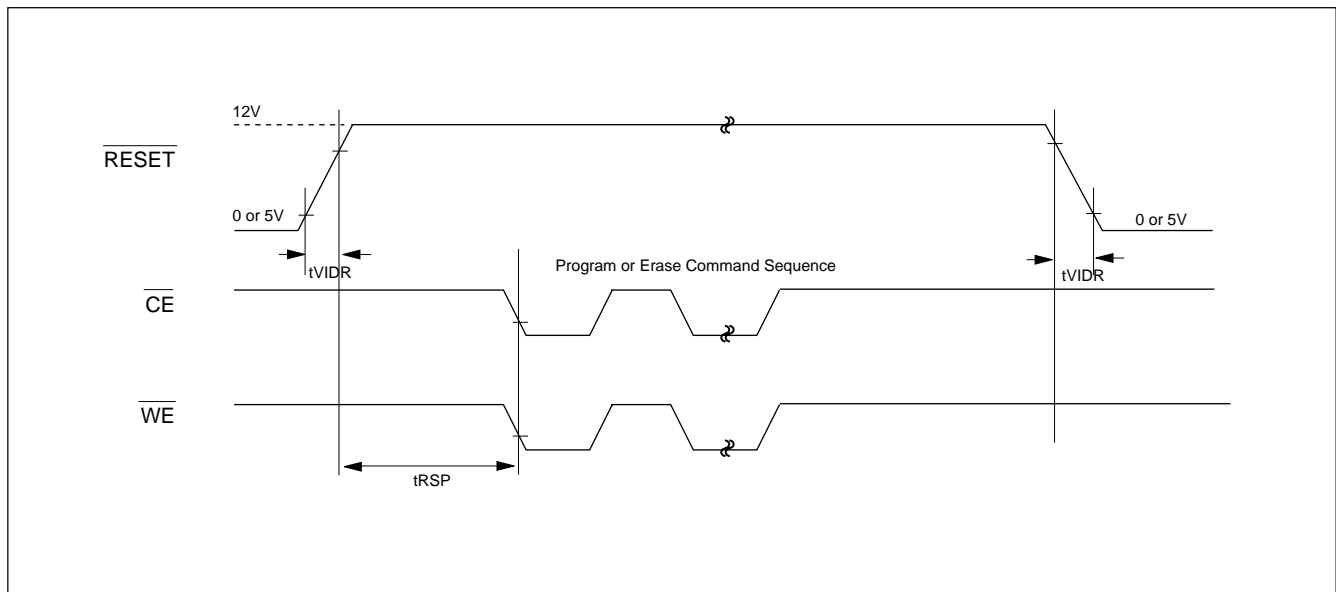 12V
RESET
0 or 5V
0 or 5V
tVIDR
Program or Erase Command Sequence
tVIDR
CE
WE
tRSP